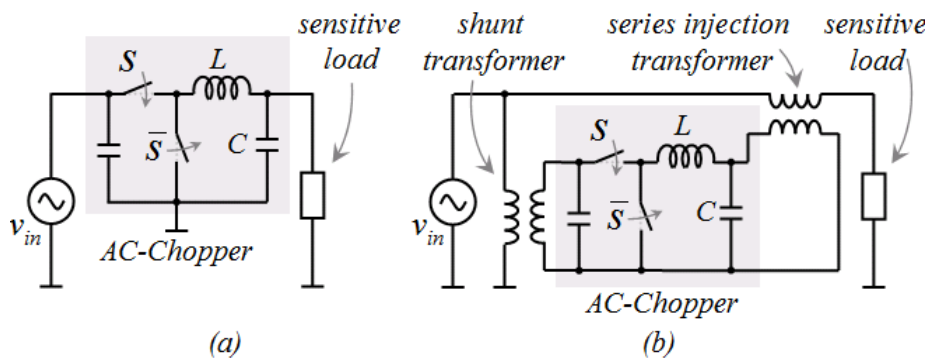 sensitive
load
S
L
S̅
C
v_in
AC-Chopper
(a)
shunt
transformer
series injection
transformer
sensitive
load
S
L
S̅
C
v_in
AC-Chopper
(b)